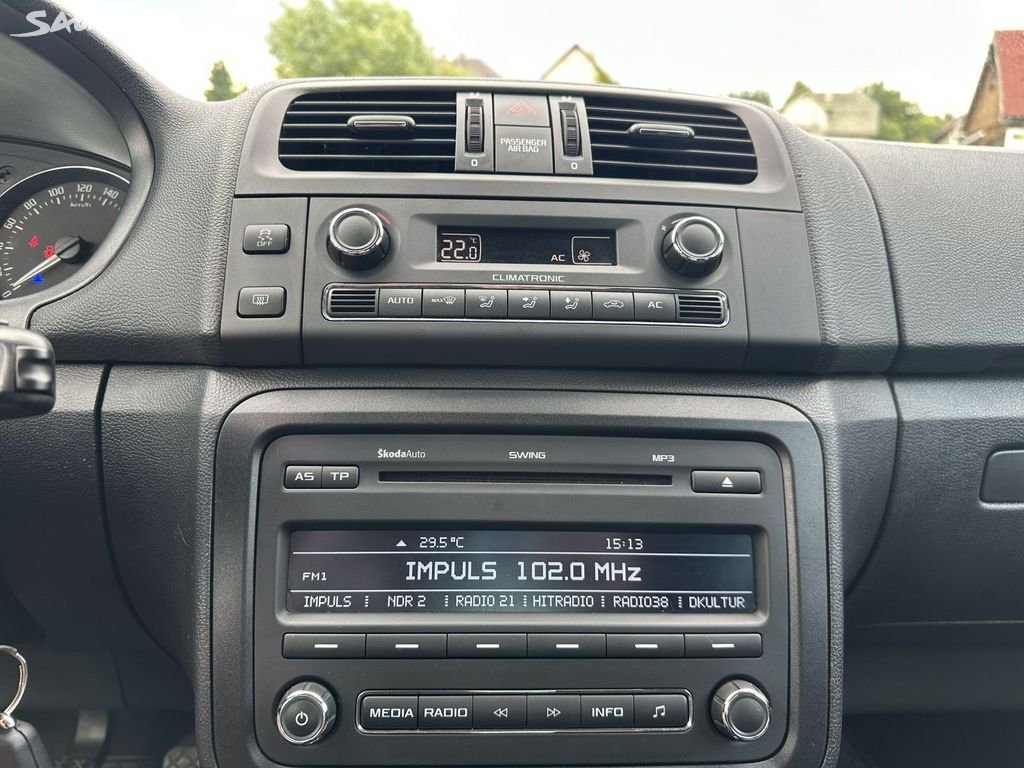 PASSENGER
AIR BAG
0 0
km/h
0 60 80 100 120 140
OFF
22.0 °C AC
CLIMATRONIC
AUTO MAX AC
ŠkodaAuto SWING MP3
AS TP
29.5 °C 15:13
FM1 IMPULS 102.0 MHz
IMPULS NDR 2 RADIO 21 HITRADIO RADIO38 DKULTUR
MEDIA RADIO INFO